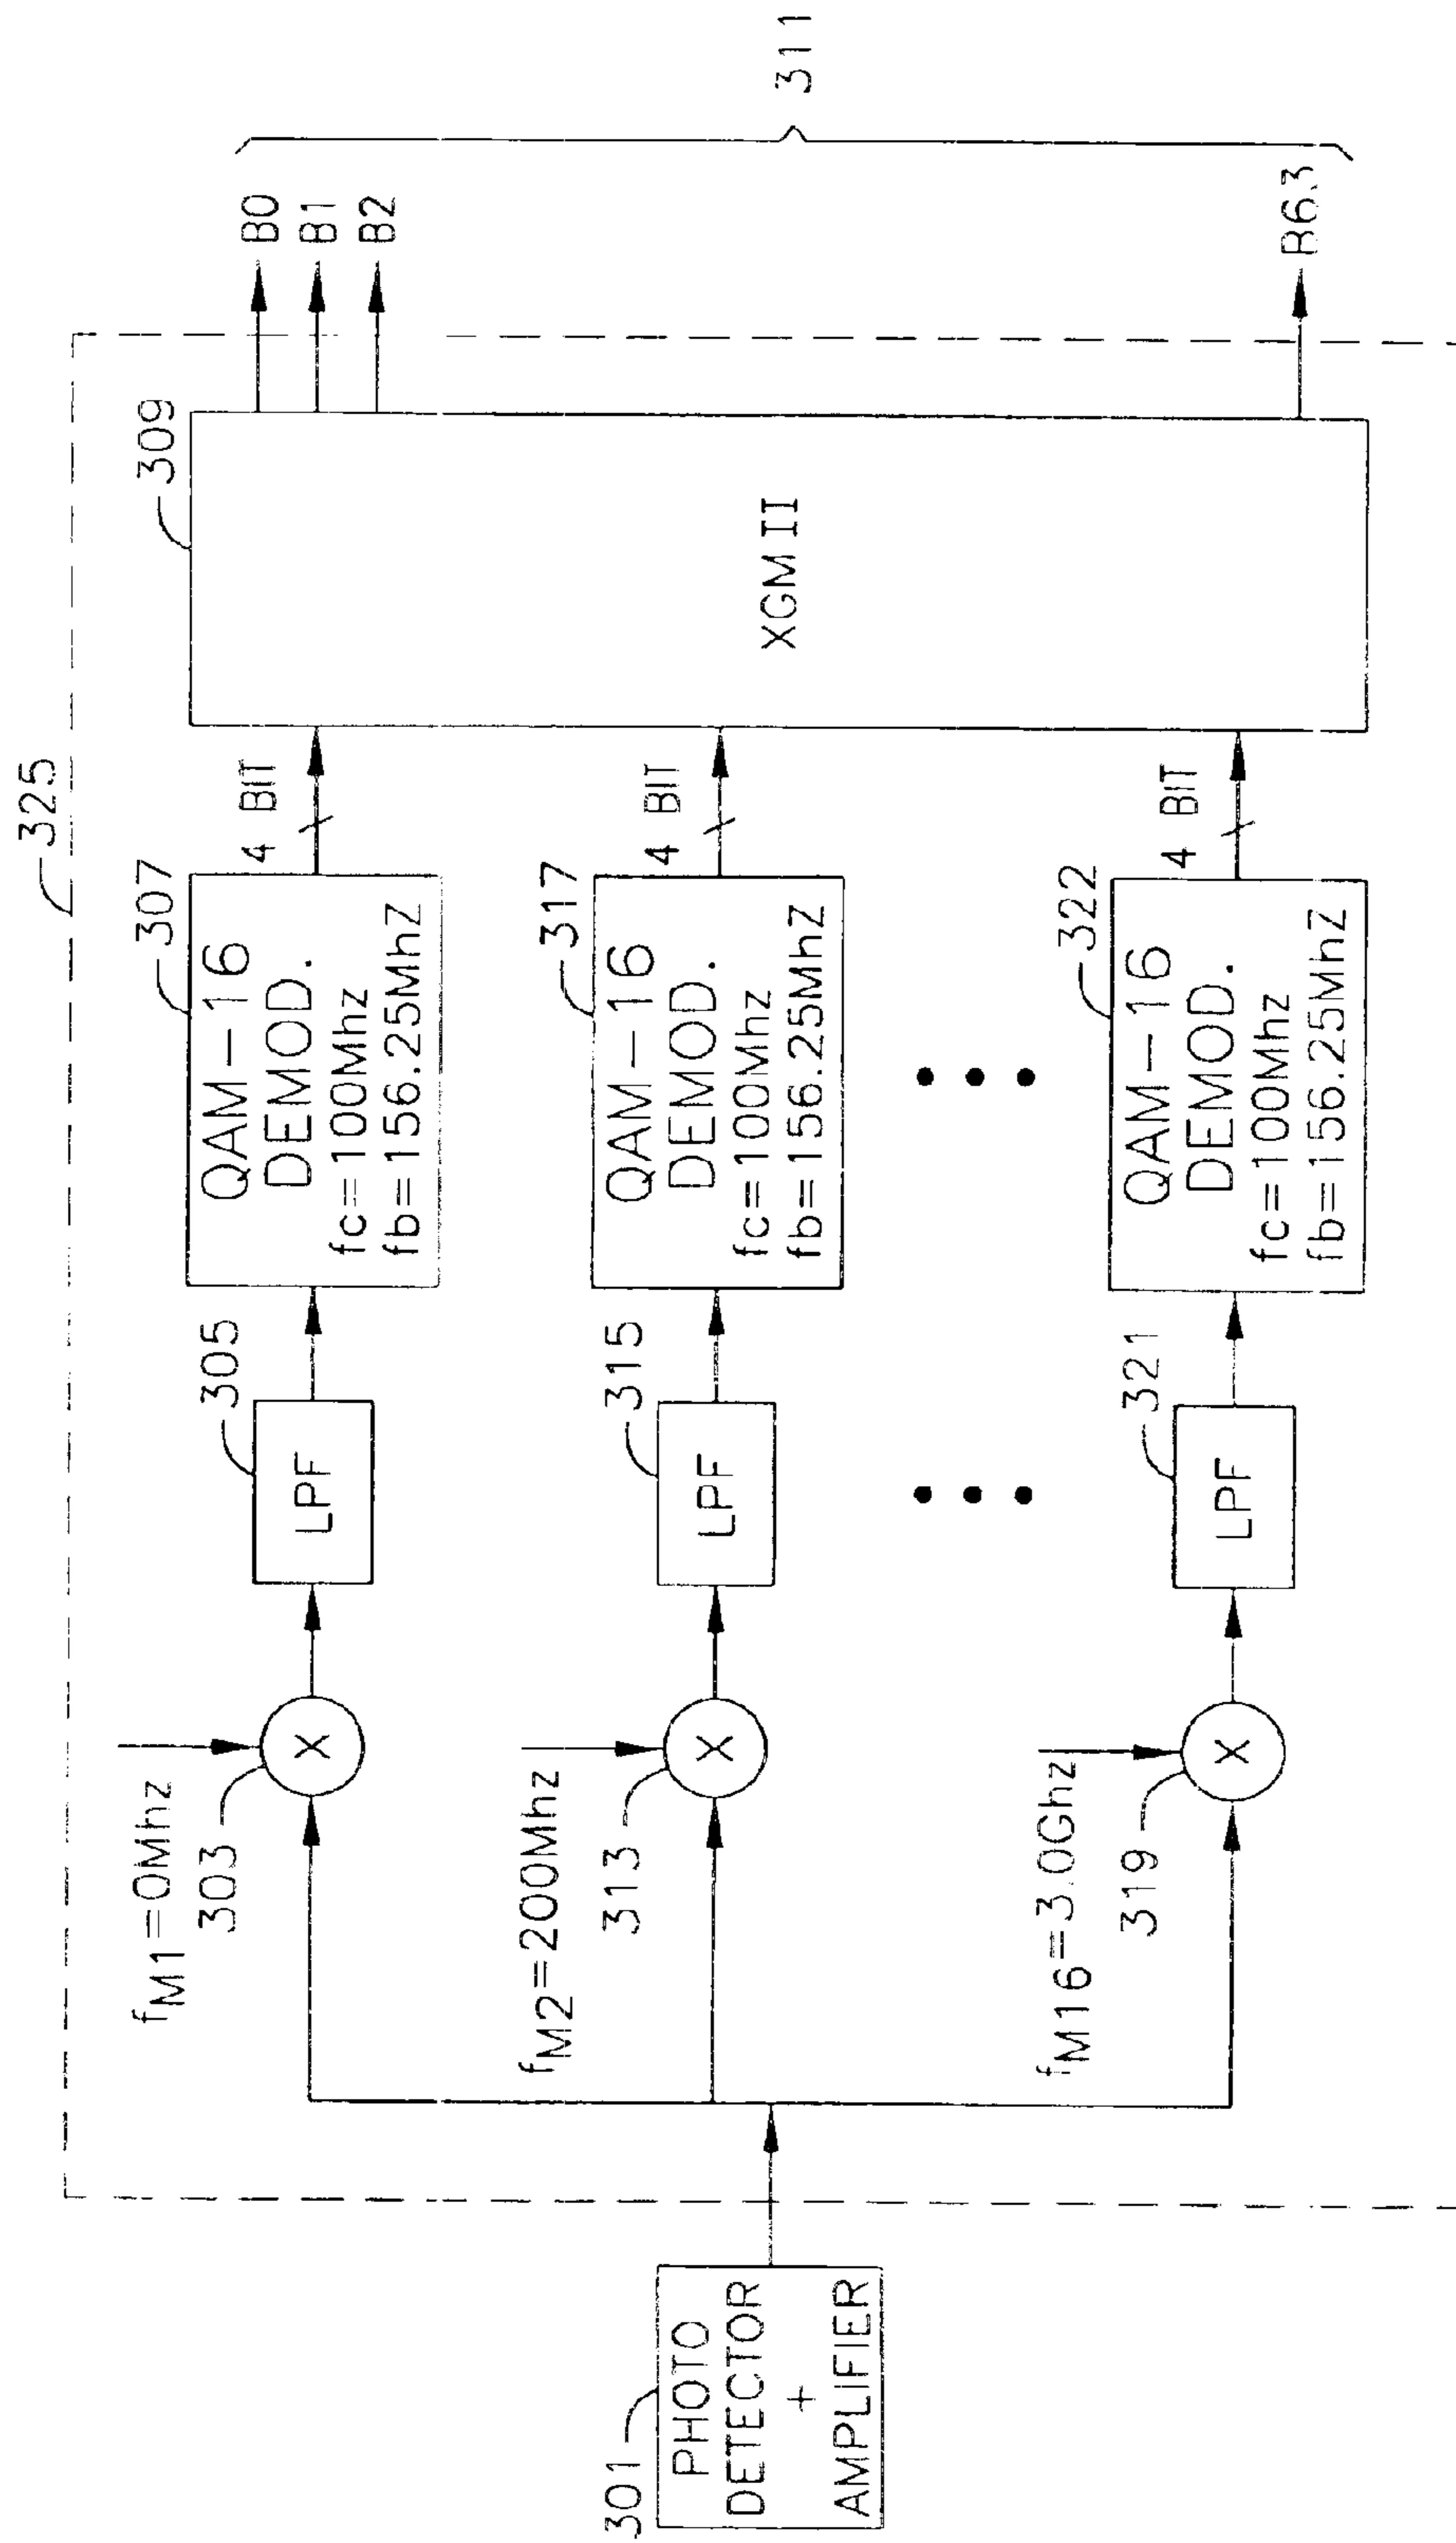 325
f M1=0Mhz
303
305
LPF
307
QAM-16
DEMOD.
fc=100Mhz
fb=156.25MhZ
4 BIT
309
XGMII
B0
B1
B2
B63
311
301
PHOTO
DETECTOR
+
AMPLIFIER
f M2=200Mhz
313
X
X
X
315
LPF
317
QAM-16
DEMOD.
fc=100Mhz
fb=156.25MhZ
4 BIT
f M16=3.0Ghz
319
321
LPF
322
QAM-16
DEMOD.
fc=100Mhz
fb=156.25MhZ
4 BIT